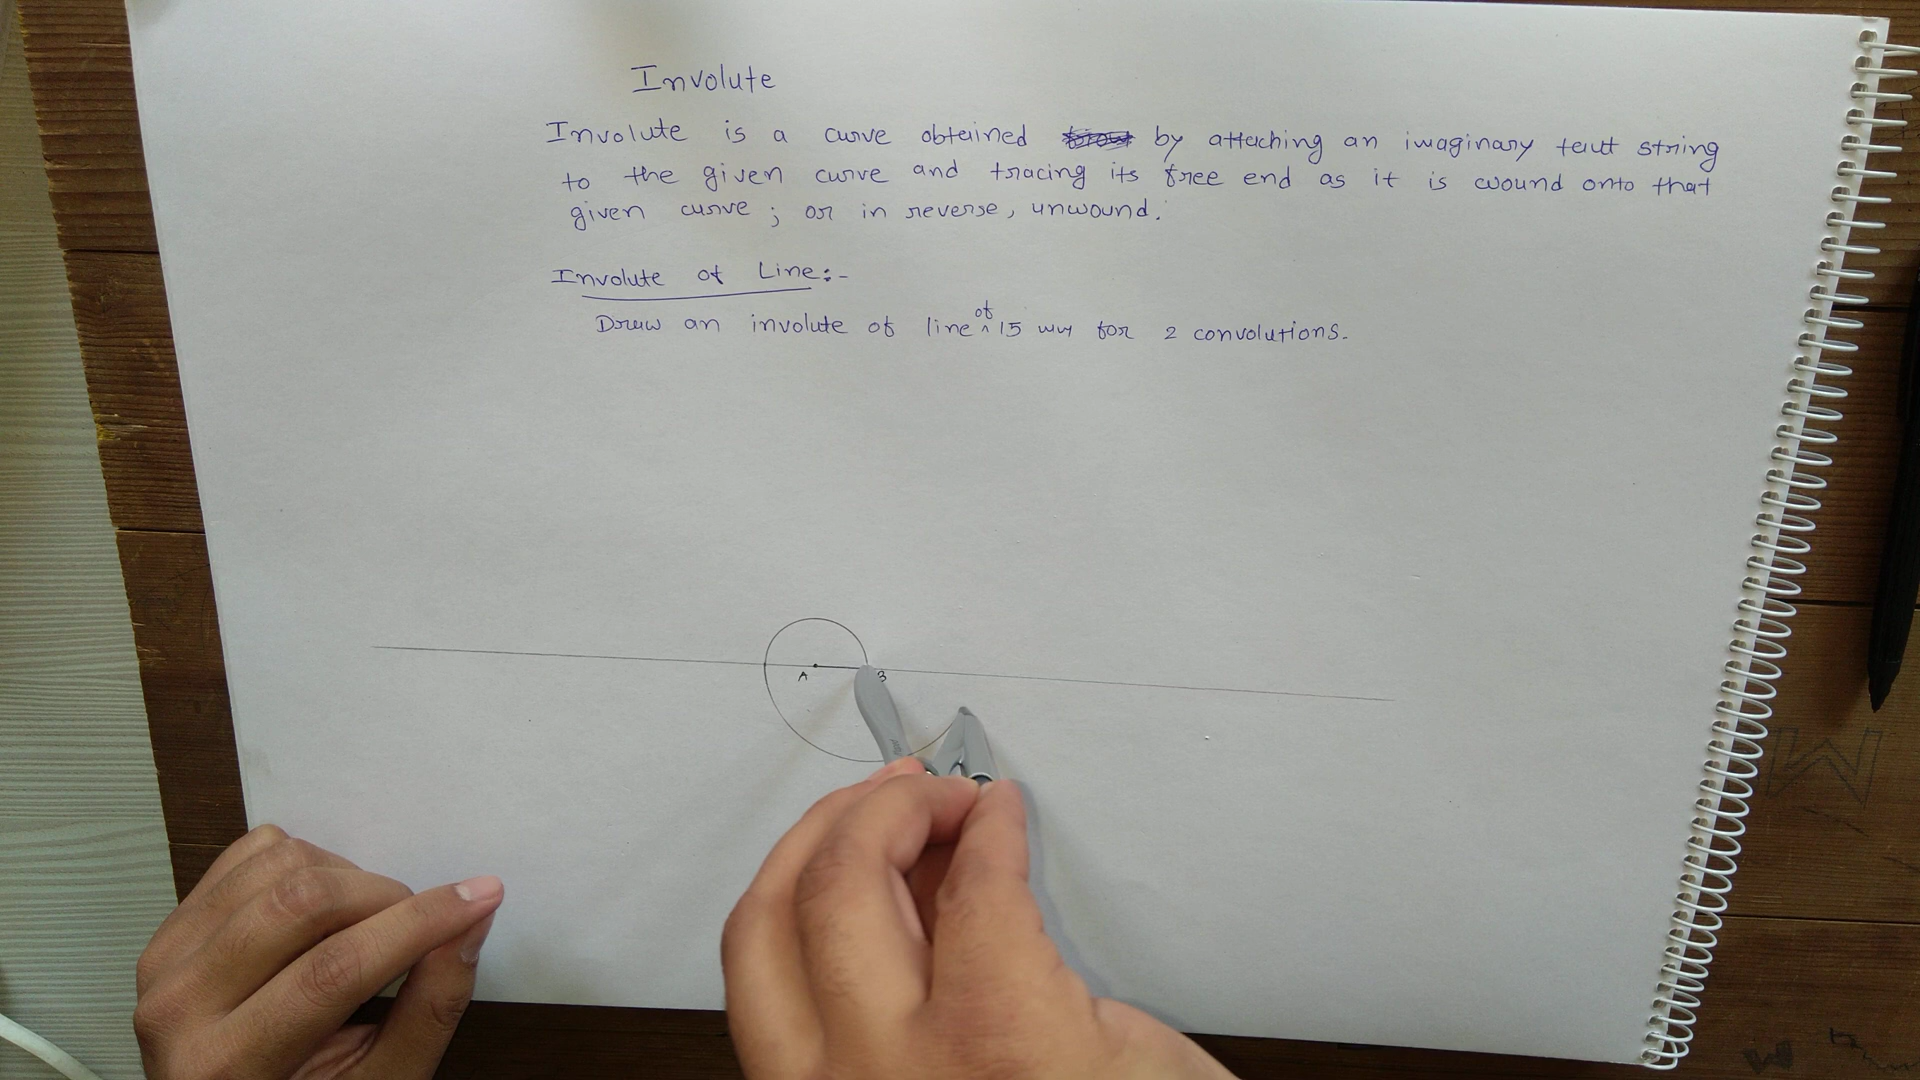 Involute
Involute is a curve obtained by attaching an imaginary taut string
to the given curve and tracing its free end as it is wound onto that
given curve ; or in reverse, unwound.
Involute of Line:-
Draw an involute of line ^of 15 mm for 2 convolutions.
A B